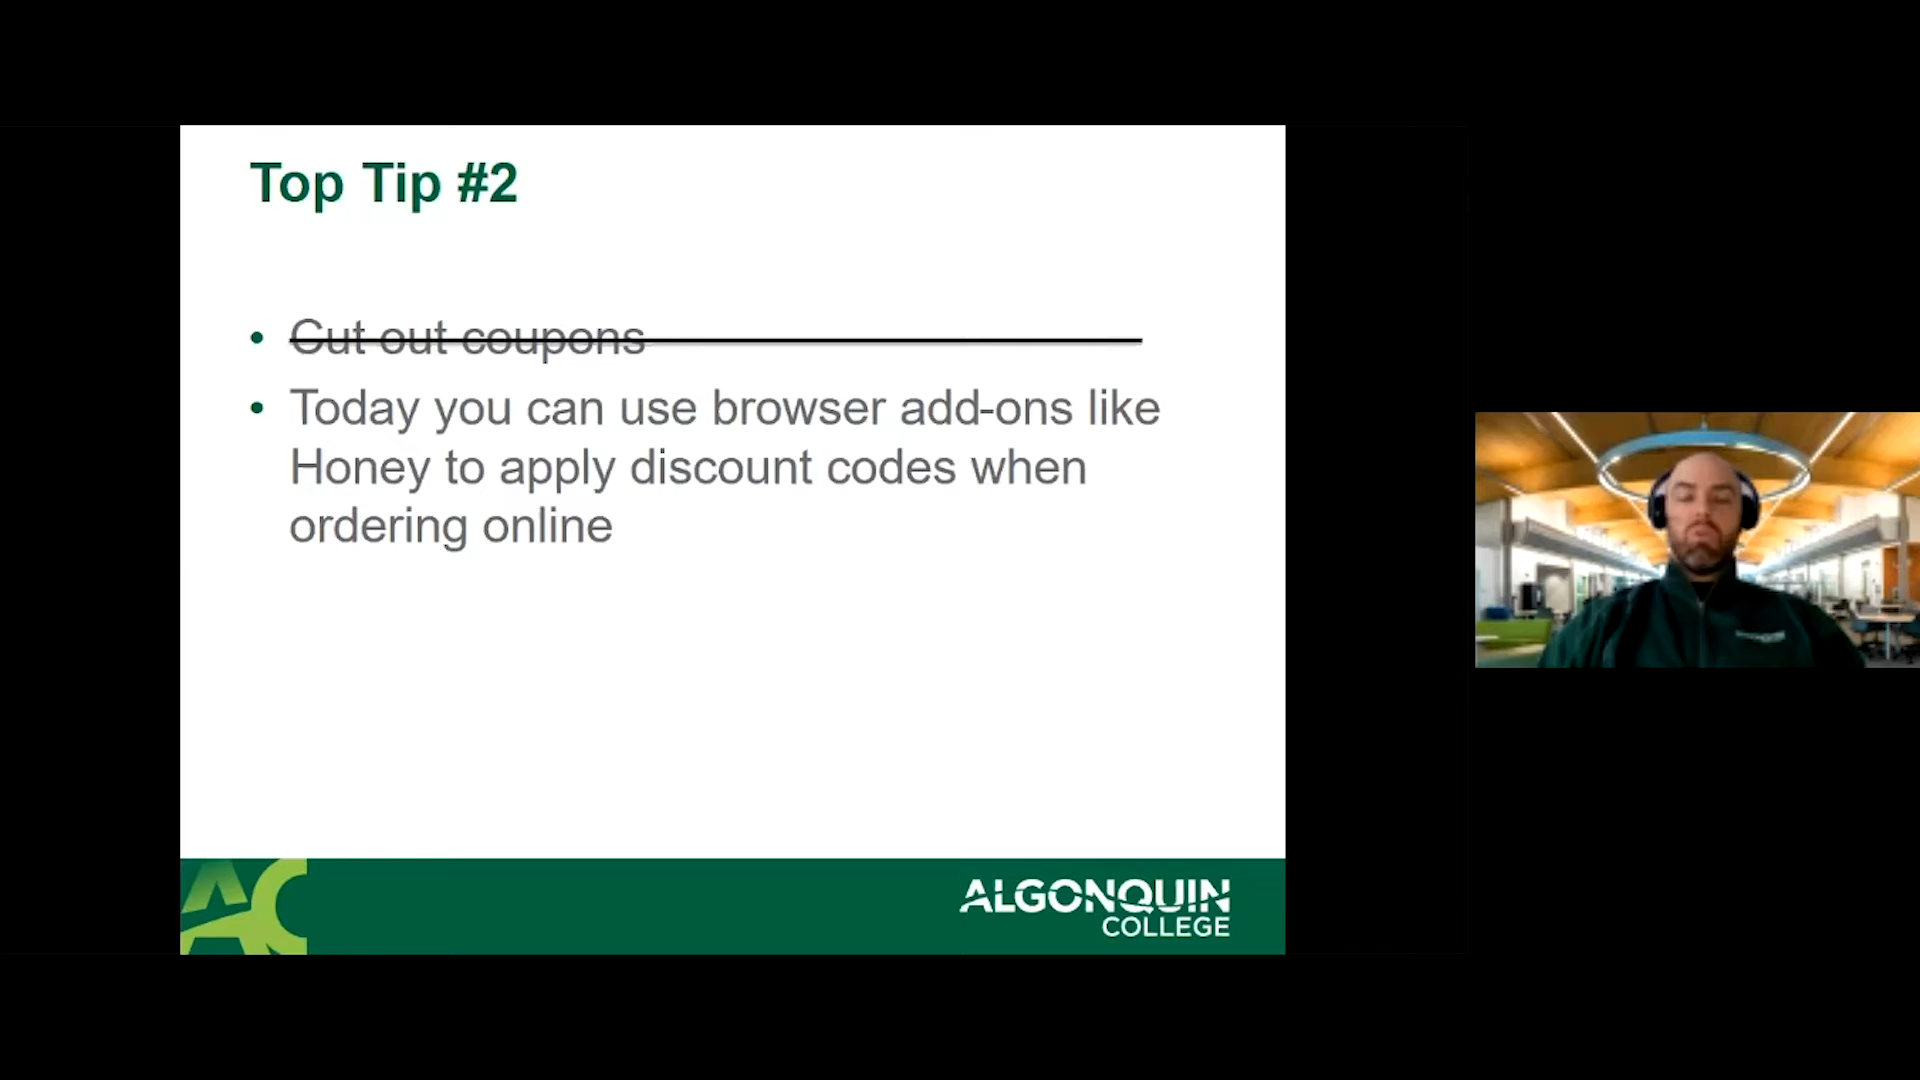 Top Tip #2
• Cut out coupons
• Today you can use browser add-ons like
Honey to apply discount codes when
ordering online
AC
ALGONQUIN
COLLEGE